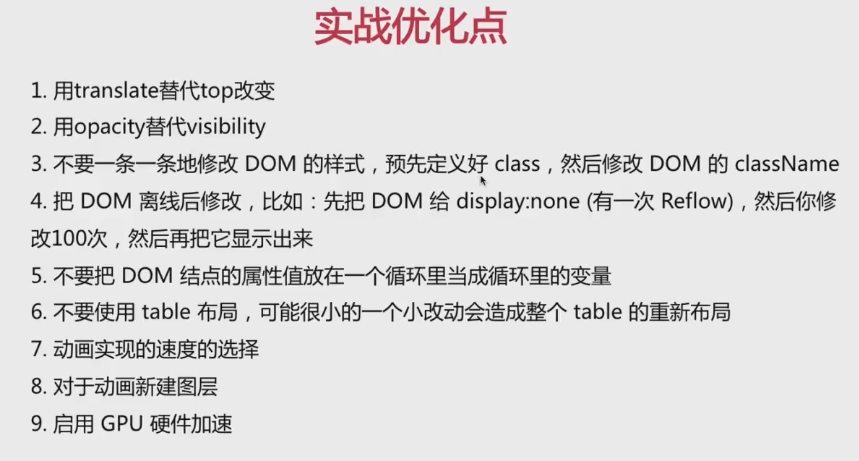 实战优化点
1. 用translate替代top改变
2. 用opacity替代visibility
3. 不要一条一条地修改 DOM 的样式，预先定义好 class，然后修改 DOM 的 className
4. 把 DOM 离线后修改，比如：先把 DOM 给 display:none (有一次 Reflow)，然后你修
改100次，然后再把它显示出来
5. 不要把 DOM 结点的属性值放在一个循环里当成循环里的变量
6. 不要使用 table 布局，可能很小的一个小改动会造成整个 table 的重新布局
7. 动画实现的速度的选择
8. 对于动画新建图层
9. 启用 GPU 硬件加速